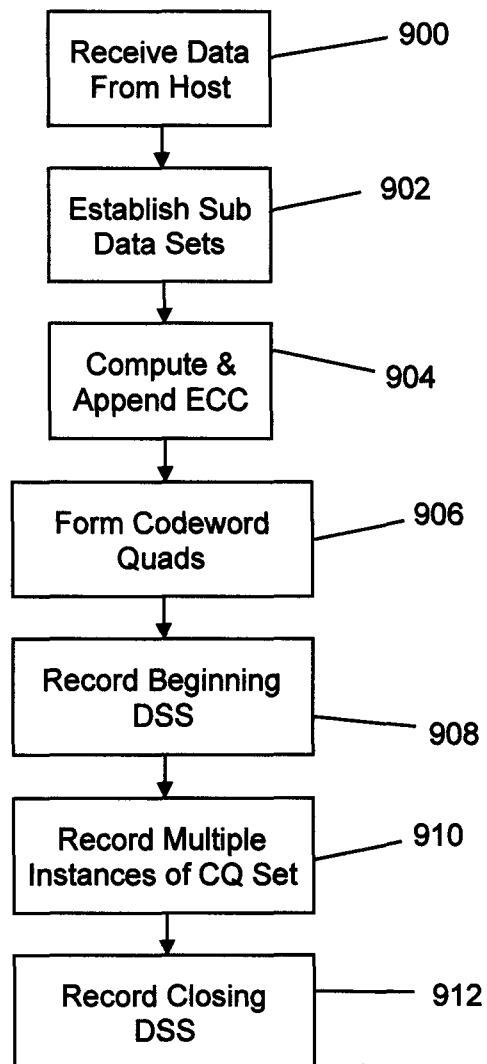 Receive Data
From Host
900
Establish Sub
Data Sets
902
Compute &
Append ECC
904
Form Codeword
Quads
906
Record Beginning
DSS
908
Record Multiple
Instances of CQ Set
910
Record Closing
DSS
912